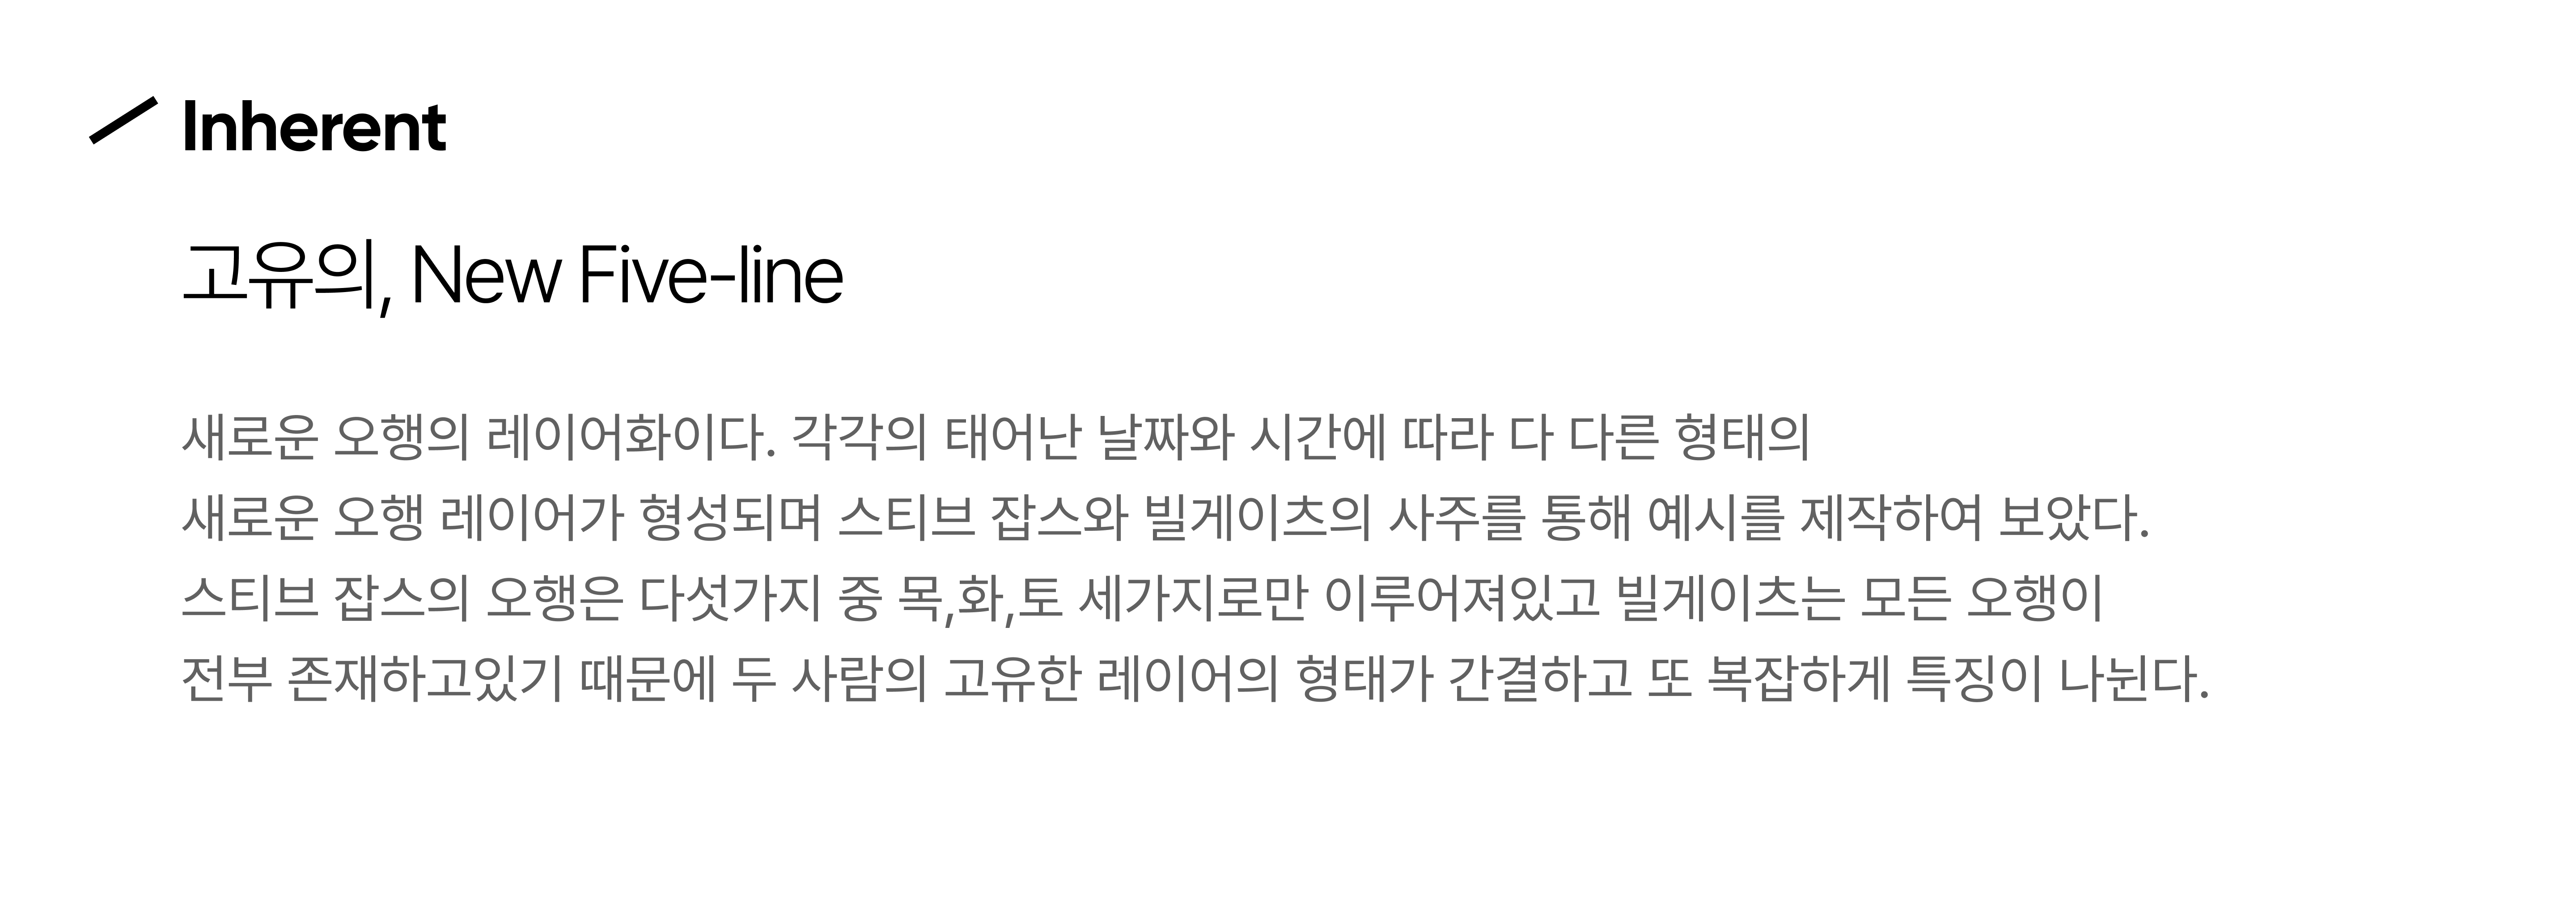 Inherent
고유의, New Five-line
새로운 오행의 레이어화이다. 각각의 태어난 날짜와 시간에 따라 다 다른 형태의
새로운 오행 레이어가 형성되며 스티브 잡스와 빌게이츠의 사주를 통해 예시를 제작하여 보았다.
스티브 잡스의 오행은 다섯가지 중 목,화,토 세가지로만 이루어져있고 빌게이츠는 모든 오행이
전부 존재하고있기 때문에 두 사람의 고유한 레이어의 형태가 간결하고 또 복잡하게 특징이 나뉜다.